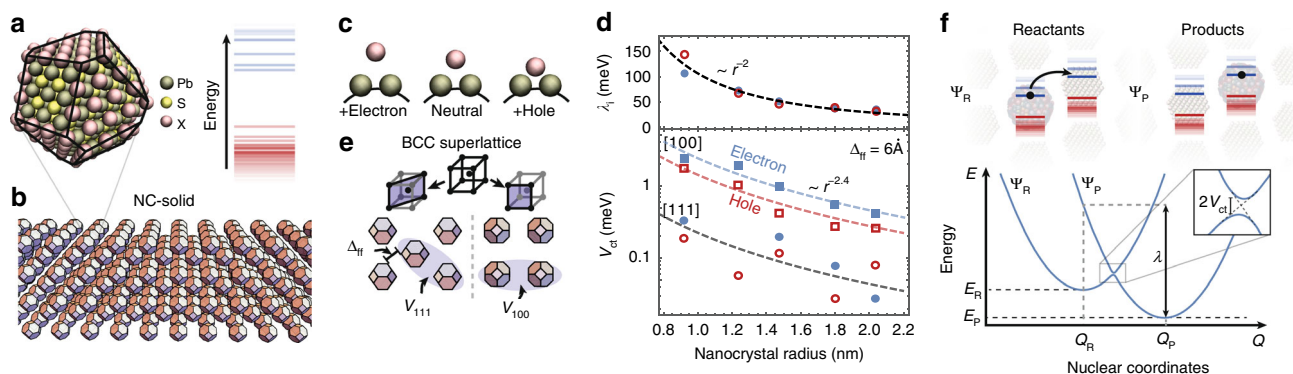 a
Energy
Pb
S
X
b
NC-solid
c
+Electron
Neutral
+Hole
e
BCC superlattice
Δff
V111
V100
d
λi (meV)
150
100
50
0
~ r−2
[100]
Electron
Δff = 6Å
~ r−2.4
Hole
[111]
Vct (meV)
1
0.1
0.8 1.0 1.2 1.4 1.6 1.8 2.0 2.2
Nanocrystal radius (nm)
f
Reactants
Products
ΨR
ΨP
E
ΨR
ΨP
2Vct
λ
Energy
ER
EP
QR
QP
Q
Nuclear coordinates